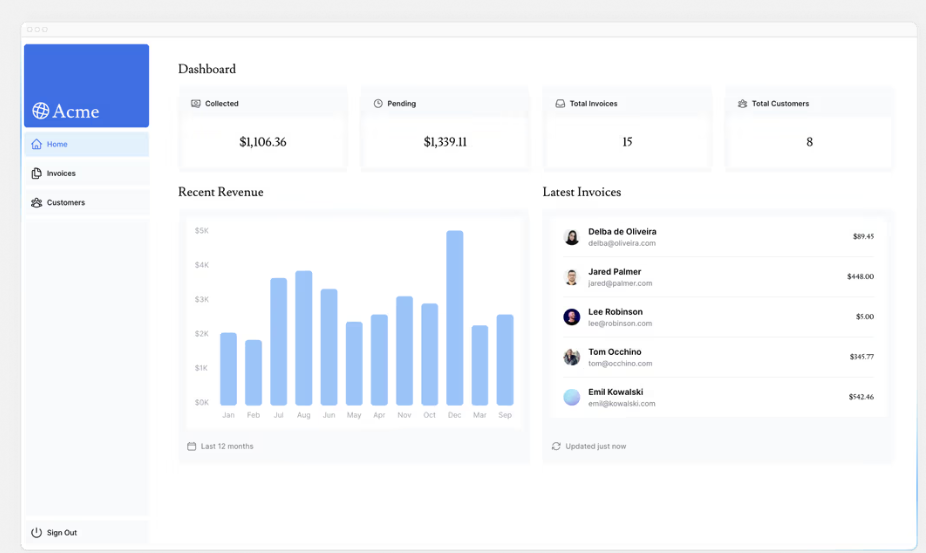 Acme
Home
Invoices
Customers
Sign Out
Dashboard
Collected
$1,106.36
Pending
$1,339.11
Total Invoices
15
Total Customers
8
Recent Revenue
$5K
$4K
$3K
$2K
$1K
$0K
Jan Feb Jul Aug Jun May Apr Nov Oct Dec Mar Sep
Last 12 months
Latest Invoices
Delba de Oliveira
delba@oliveira.com
$89.45
Jared Palmer
jared@palmer.com
$448.00
Lee Robinson
lee@robinson.com
$5.00
Tom Occhino
tom@occhino.com
$345.77
Emil Kowalski
emil@kowalski.com
$542.46
Updated just now